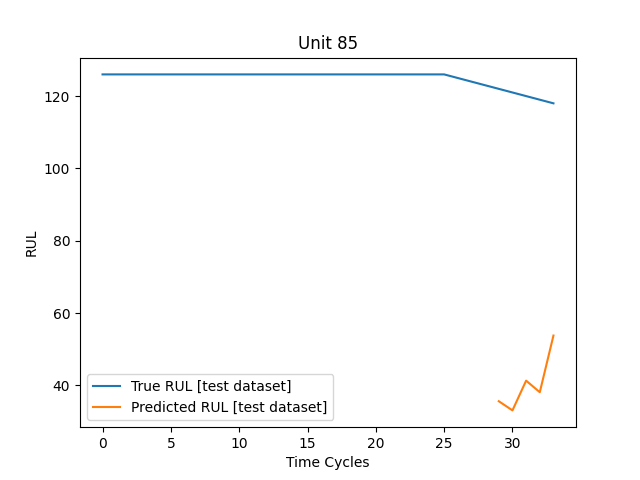 Unit 85
RUL
120
100
80
60
40
True RUL [test dataset]
Predicted RUL [test dataset]
0 5 10 15 20 25 30
Time Cycles